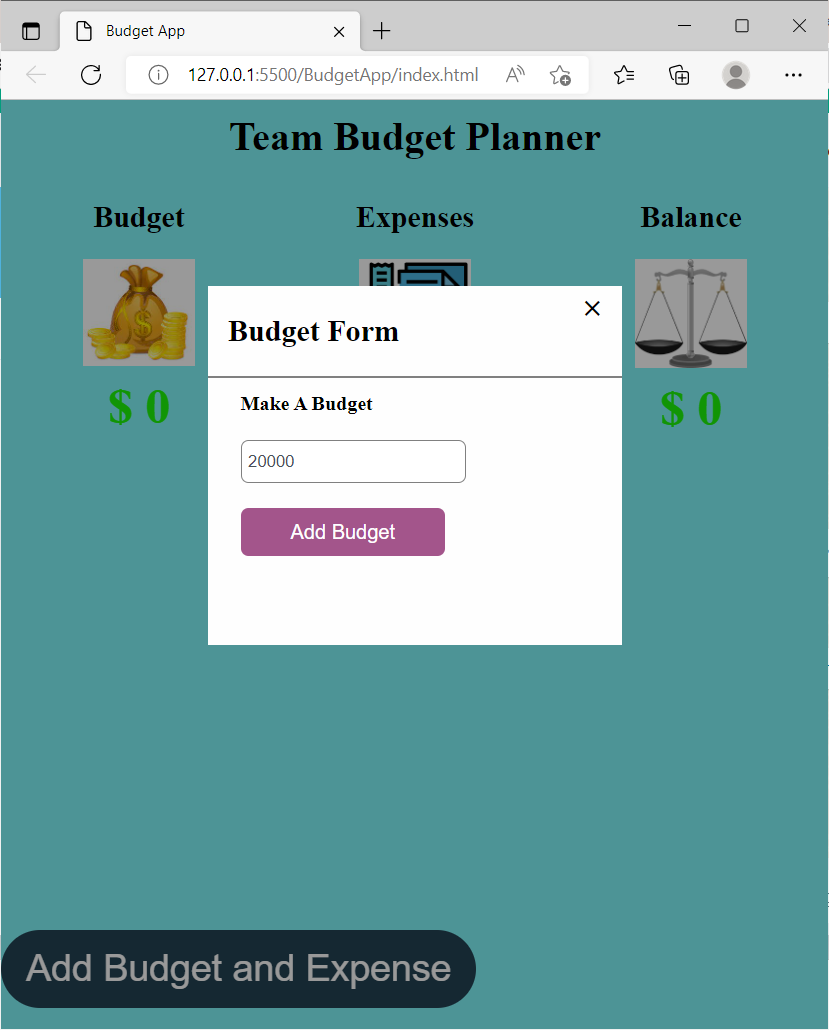 Budget App
127.0.0.1:5500/BudgetApp/index.html
Team Budget Planner
Budget Expenses Balance
$
Budget Form
Make A Budget
$ 0 $ 0
20000
Add Budget
Add Budget and Expense